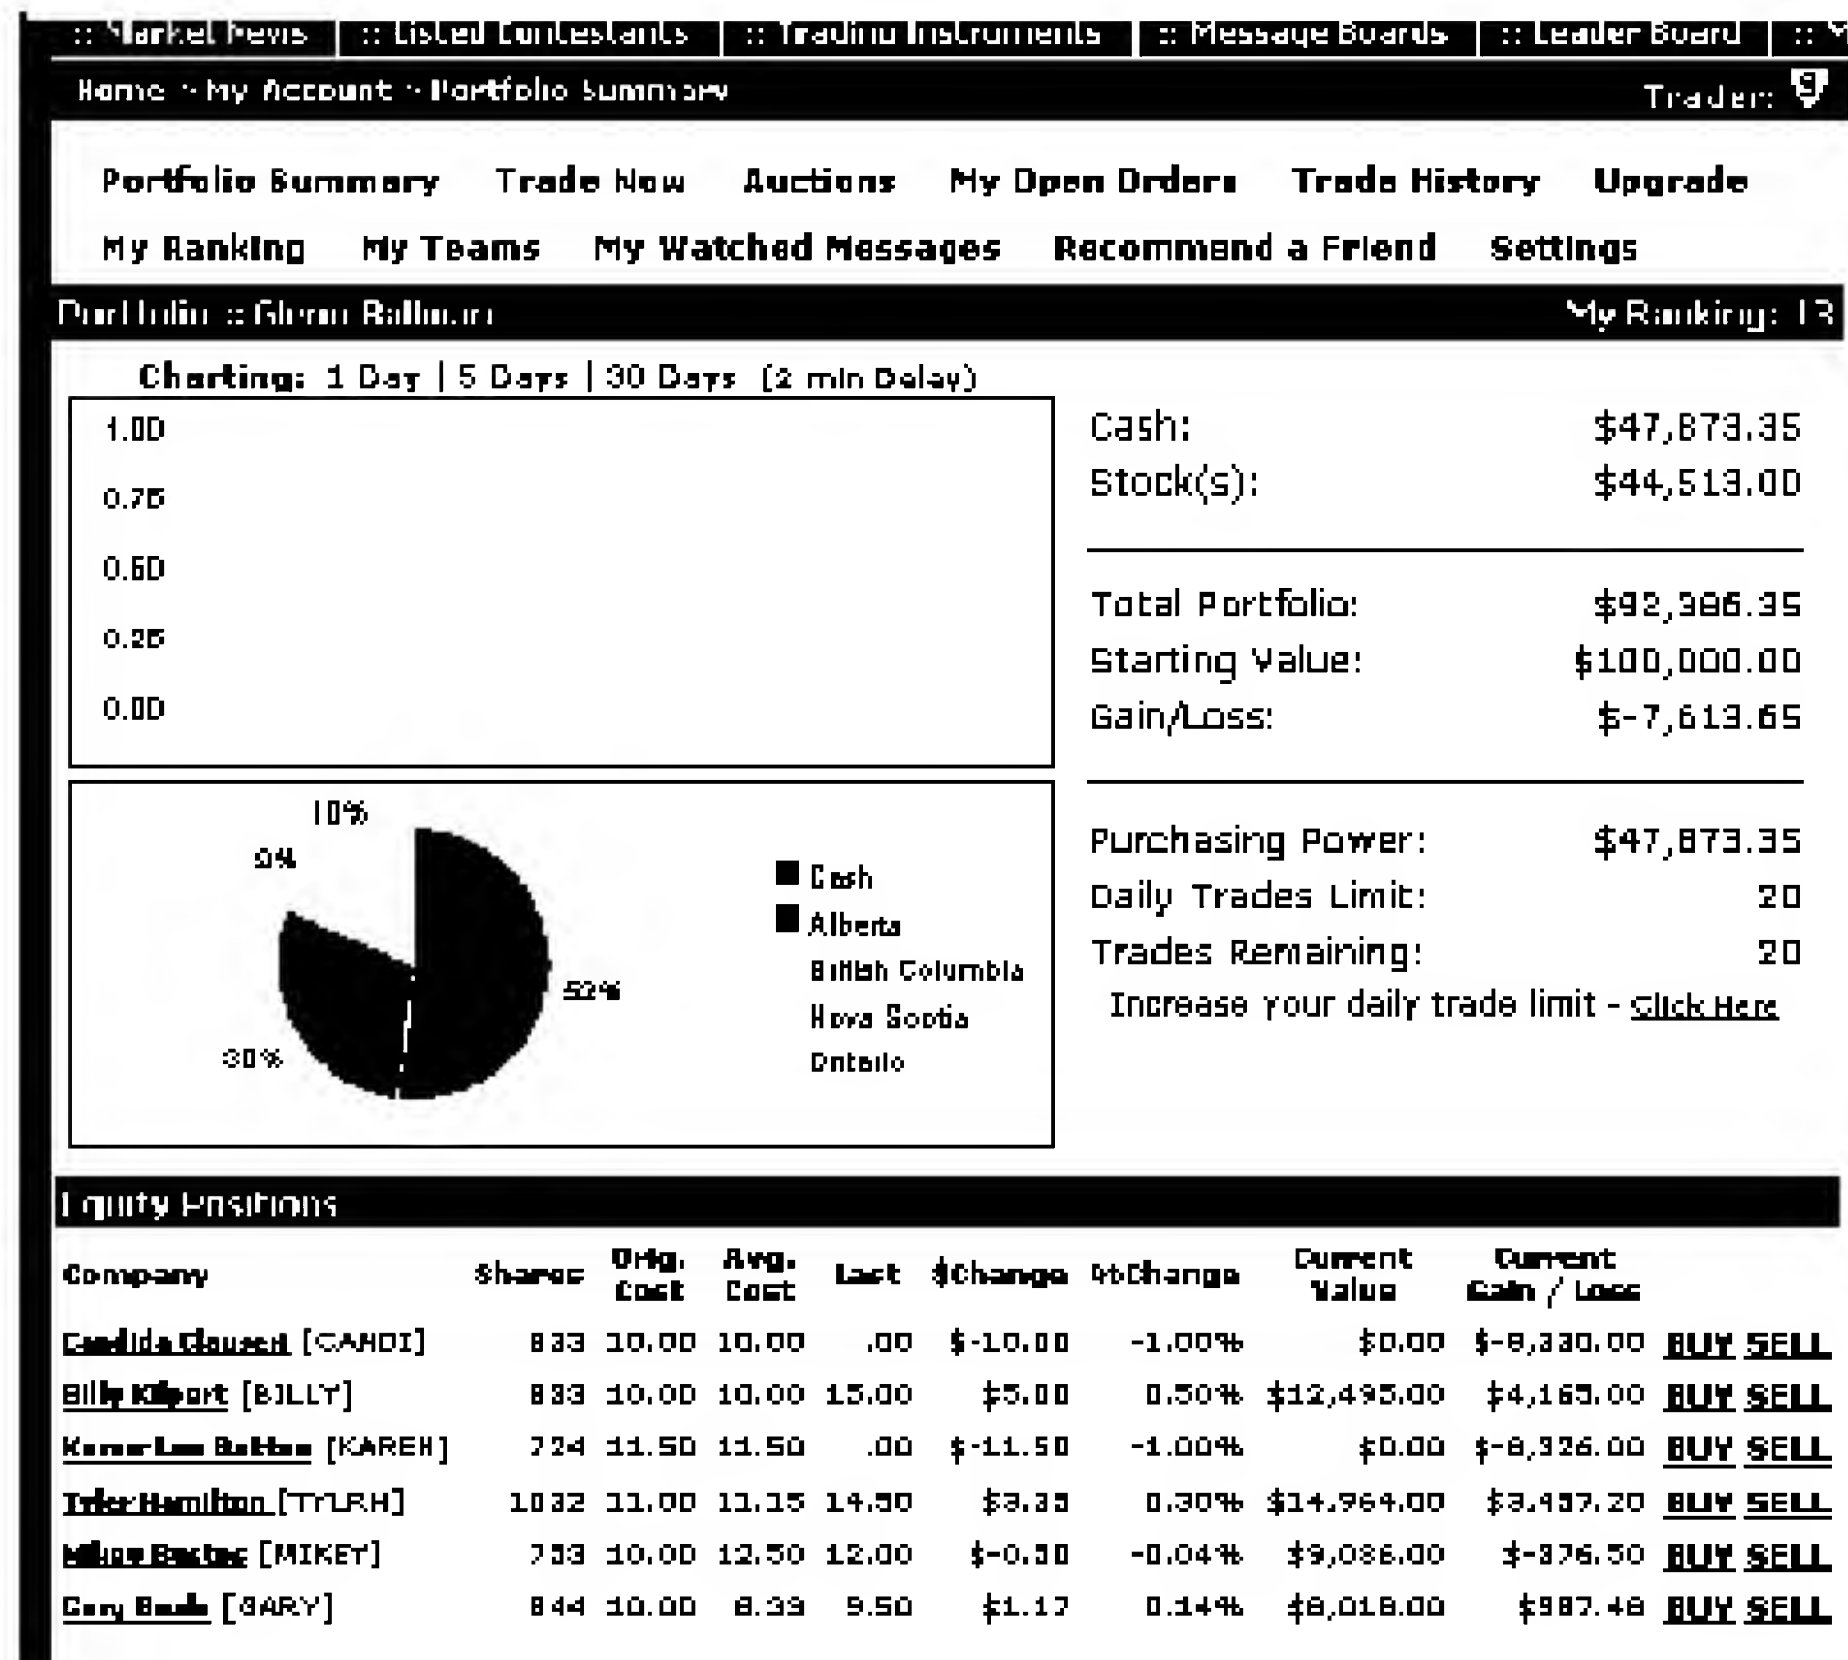 :: Market News | :: Listed Contestants | :: Trading Instruments | :: Message Boards | :: Leader Board | ::
Home :: My Account :: Portfolio Summary Trader:
Portfolio Summary Trade Now Auctions My Open Orders Trade History Upgrade
My Ranking My Teams My Watched Messages Recommend a Friend Settings
Portfolio :: My Ranking: 13
Charting: 1 Day | 5 Days | 30 Days (2 min Delay)
1.00
0.75
0.50
0.25
0.00
Cash: $47,873.35
Stock(s): $44,513.00
Total Portfolio: $92,386.35
Starting Value: $100,000.00
Gain/Loss: $-7,613.65
10%
30%
52%
Cash
Alberta
British Columbia
Nova Scotia
Ontario
Purchasing Power: $47,873.35
Daily Trades Limit: 20
Trades Remaining: 20
Increase your daily trade limit - Click Here
Equity Positions
Company Shares Orig. Cost Avg. Cost Last $Change %Change Current Value Current Gain / Loss
[CANDI] 833 10.00 10.00 .00 $-10.00 -1.00% $0.00 $-8,330.00 BUY SELL
Billy [BILLY] 833 10.00 10.00 15.00 $5.00 0.50% $12,495.00 $4,165.00 BUY SELL
[KAREN] 724 11.50 11.50 .00 $-11.50 -1.00% $0.00 $-8,326.00 BUY SELL
Tyler Hamilton [TYLRH] 1032 11.00 11.15 14.50 $3.35 0.30% $14,964.00 $3,457.20 BUY SELL
[MIKEY] 753 10.00 12.50 12.00 $-0.50 -0.04% $9,036.00 $-376.50 BUY SELL
Gary [GARY] 844 10.00 8.33 9.50 $1.17 0.14% $8,018.00 $987.48 BUY SELL